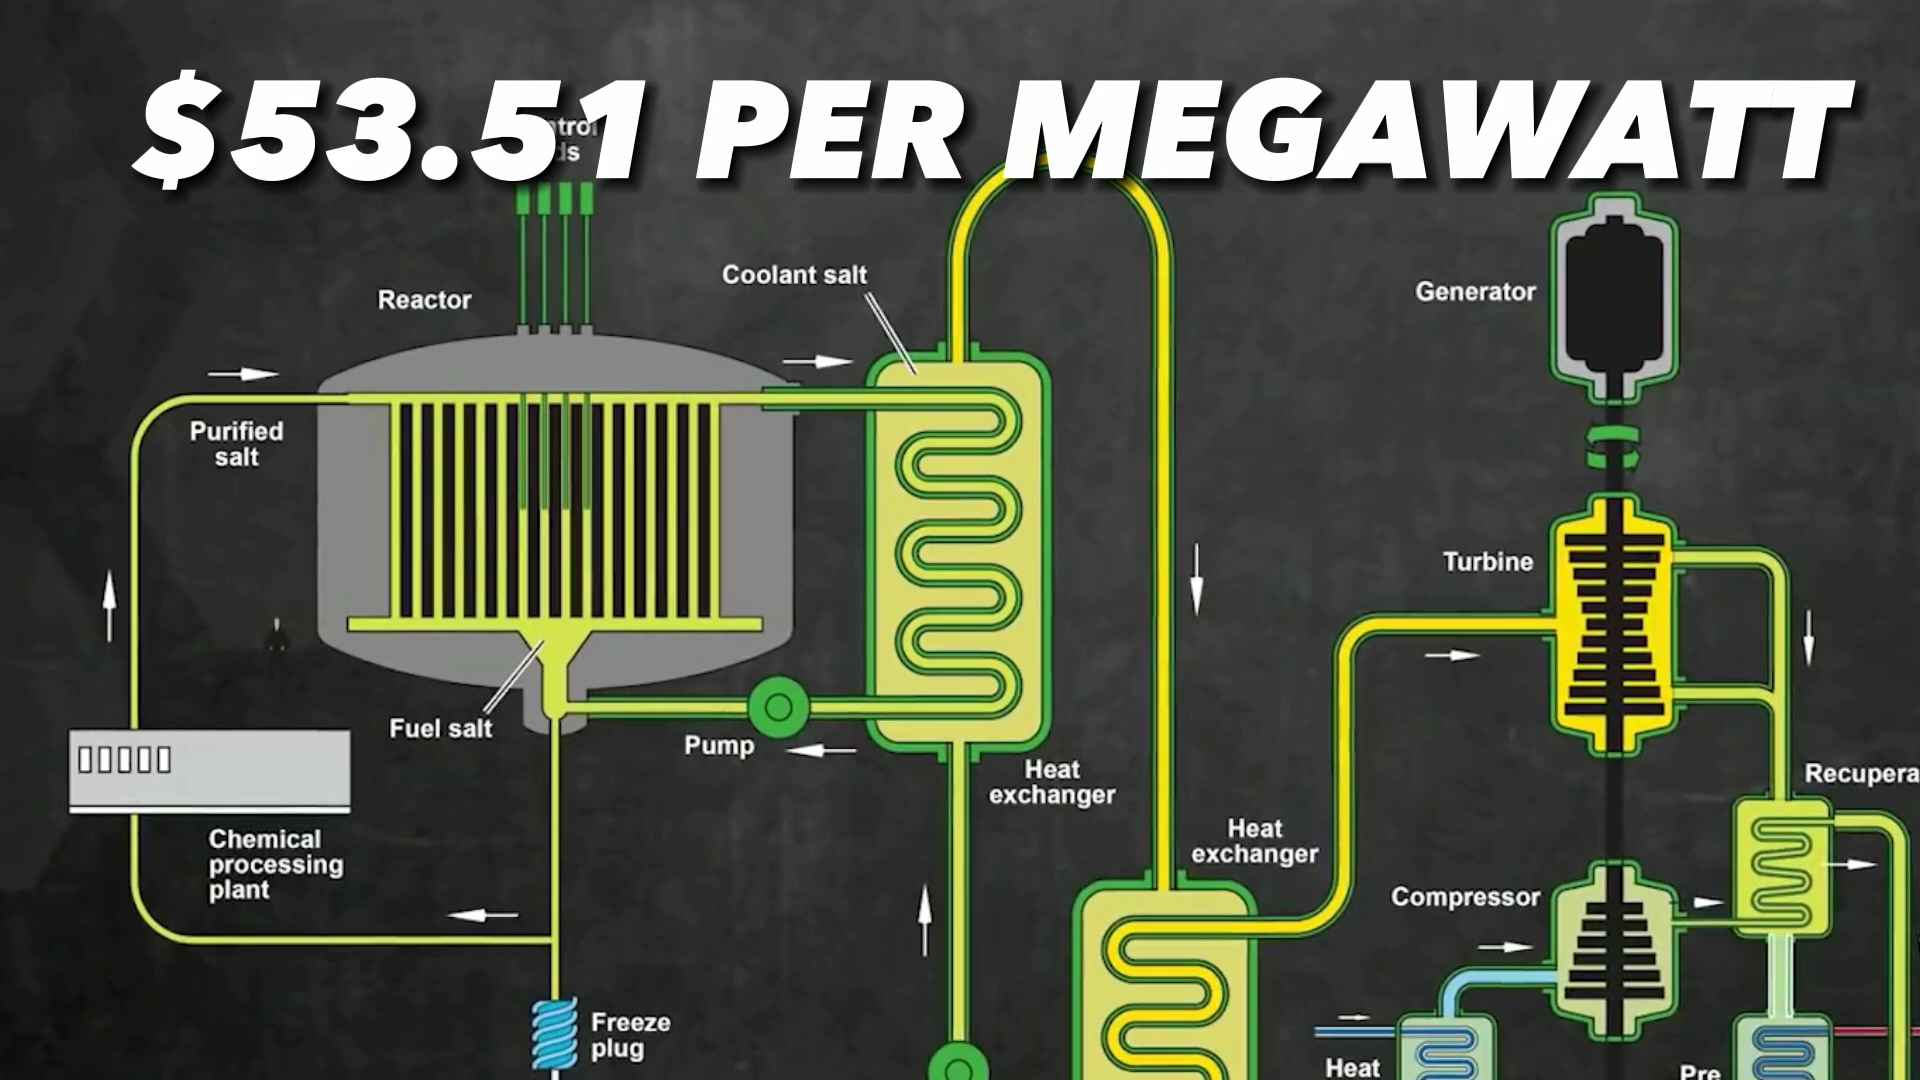 $53.51 PER MEGAWATT
Reactor
Coolant salt
Generator
Purified
salt
Turbine
Fuel salt
Pump
Heat
exchanger
Chemical
processing
plant
Heat
exchanger
Compressor
Freeze
plug
Heat
Pre